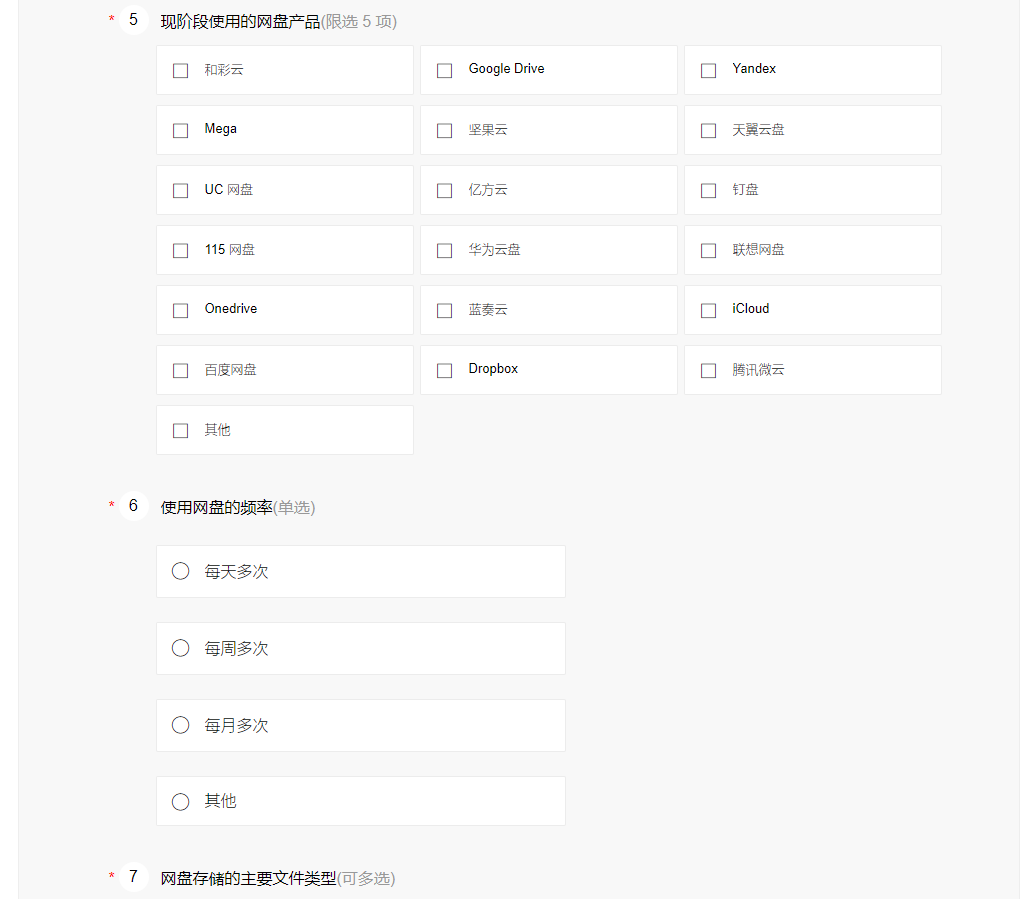 * 5 现阶段使用的网盘产品(限选 5 项)
和彩云 Google Drive Yandex
Mega 坚果云 天翼云盘
UC 网盘 亿方云 钉盘
115 网盘 华为云盘 联想网盘
Onedrive 蓝奏云 iCloud
百度网盘 Dropbox 腾讯微云
其他
* 6 使用网盘的频率(单选)
每天多次
每周多次
每月多次
其他
* 7 网盘存储的主要文件类型(可多选)